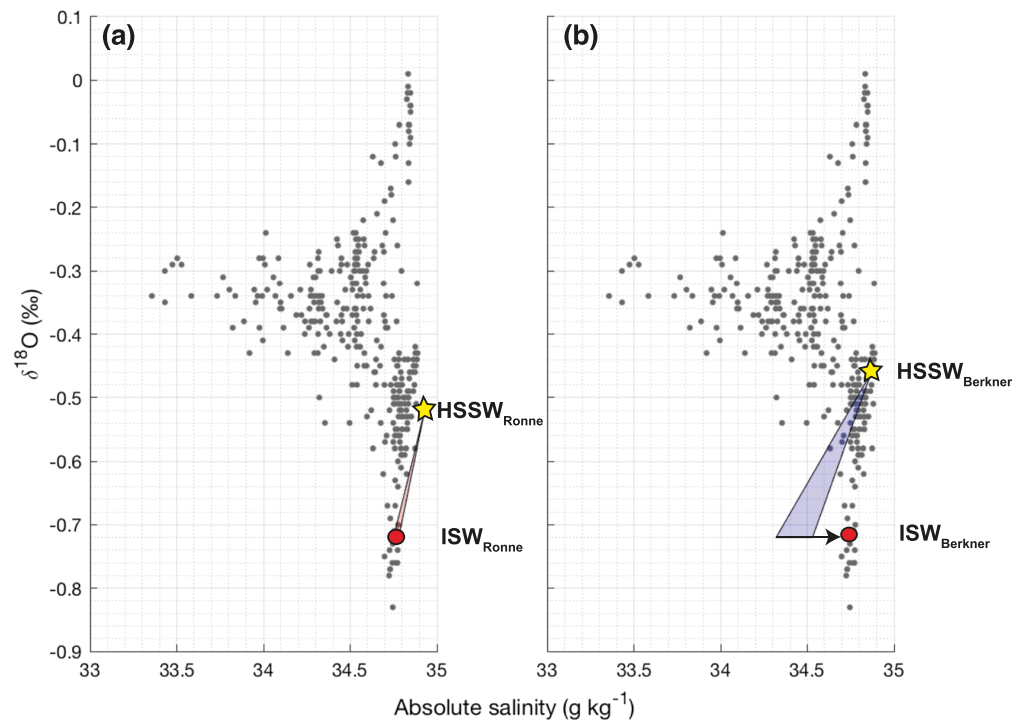 (a)
(b)
0.1
0
-0.1
-0.2
-0.3
-0.4
-0.5
-0.6
-0.7
-0.8
-0.9
δ18O (‰)
HSSWRonne
ISWRonne
HSSWBerkner
ISWBerkner
33
33.5
34
34.5
35
33
33.5
34
34.5
35
Absolute salinity (g kg-1)